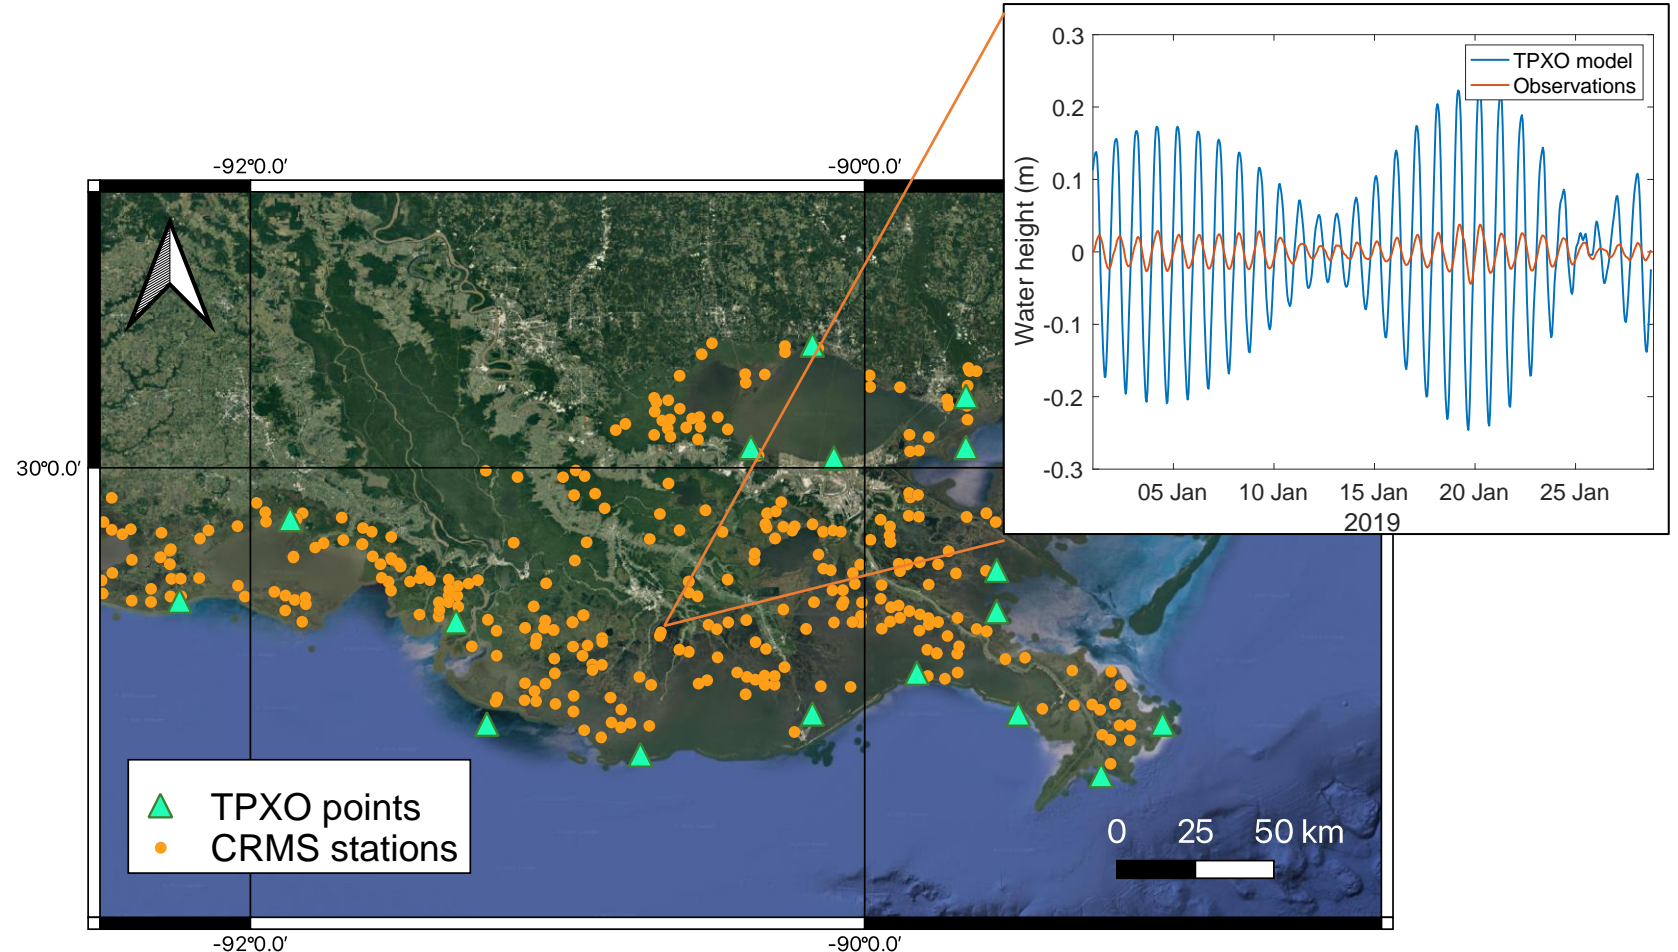 0.3
TPXO model
Observations
0.2
0.1
0
-0.1
-0.2
-0.3
Water height (m)
05 Jan 10 Jan 15 Jan 20 Jan 25 Jan
2019
-92°0.0′ -90°0.0′
30°0.0′
TPXO points
CRMS stations
0 25 50 km
-92°0.0′ -90°0.0′